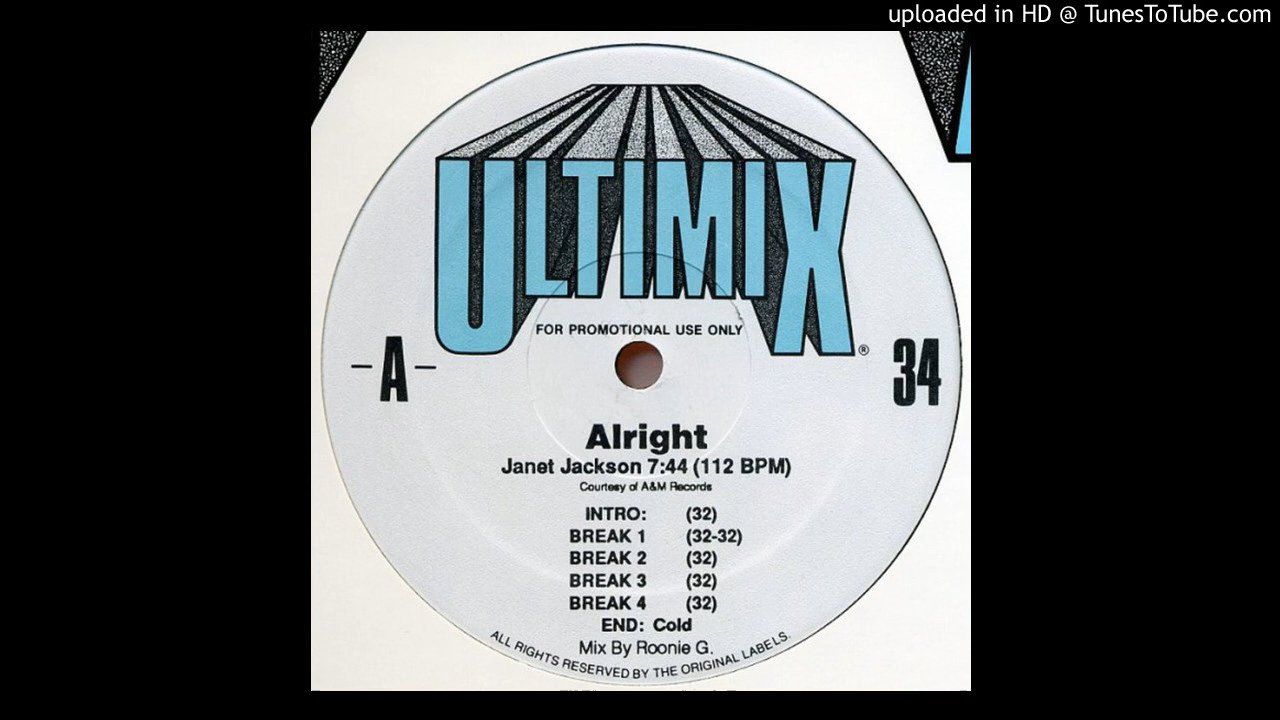 uploaded in HD @ TunesToTube.com
ULTIMIX®
FOR PROMOTIONAL USE ONLY
-A-
34
Alright
Janet Jackson 7:44 (112 BPM)
Courtesy of A&M Records
INTRO: (32)
BREAK 1 (32-32)
BREAK 2 (32)
BREAK 3 (32)
BREAK 4 (32)
END: Cold
Mix By Roonie G.
ALL RIGHTS RESERVED BY THE ORIGINAL LABELS.